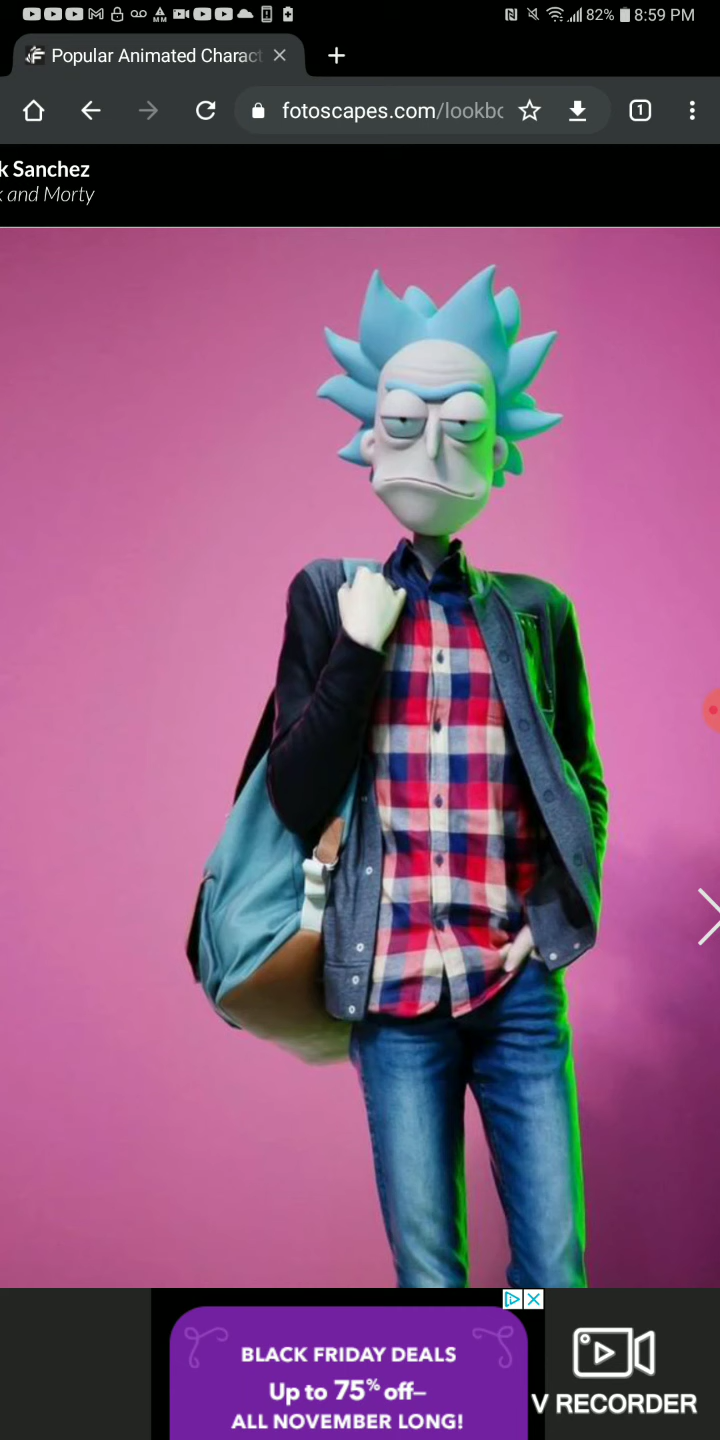 82% 8:59 PM
Popular Animated Charact
1
fotoscapes.com/lookbo
k Sanchez
k and Morty
BLACK FRIDAY DEALS
Up to 75% off–
ALL NOVEMBER LONG!
V RECORDER